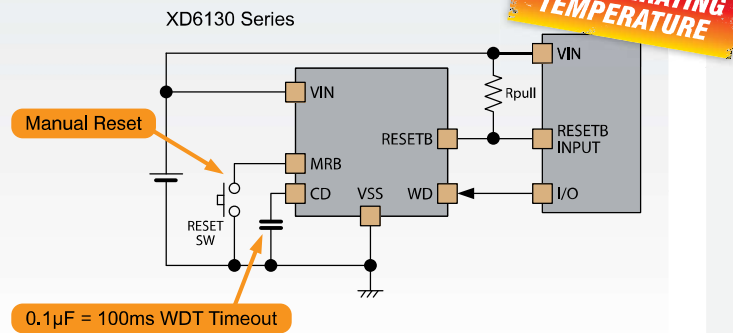 XD6130 Series
TEMPERATURE
VIN
VIN
Rpull
Manual Reset
RESETB
RESETB
INPUT
MRB
CD
VSS
WD
I/O
RESET
SW
0.1µF = 100ms WDT Timeout